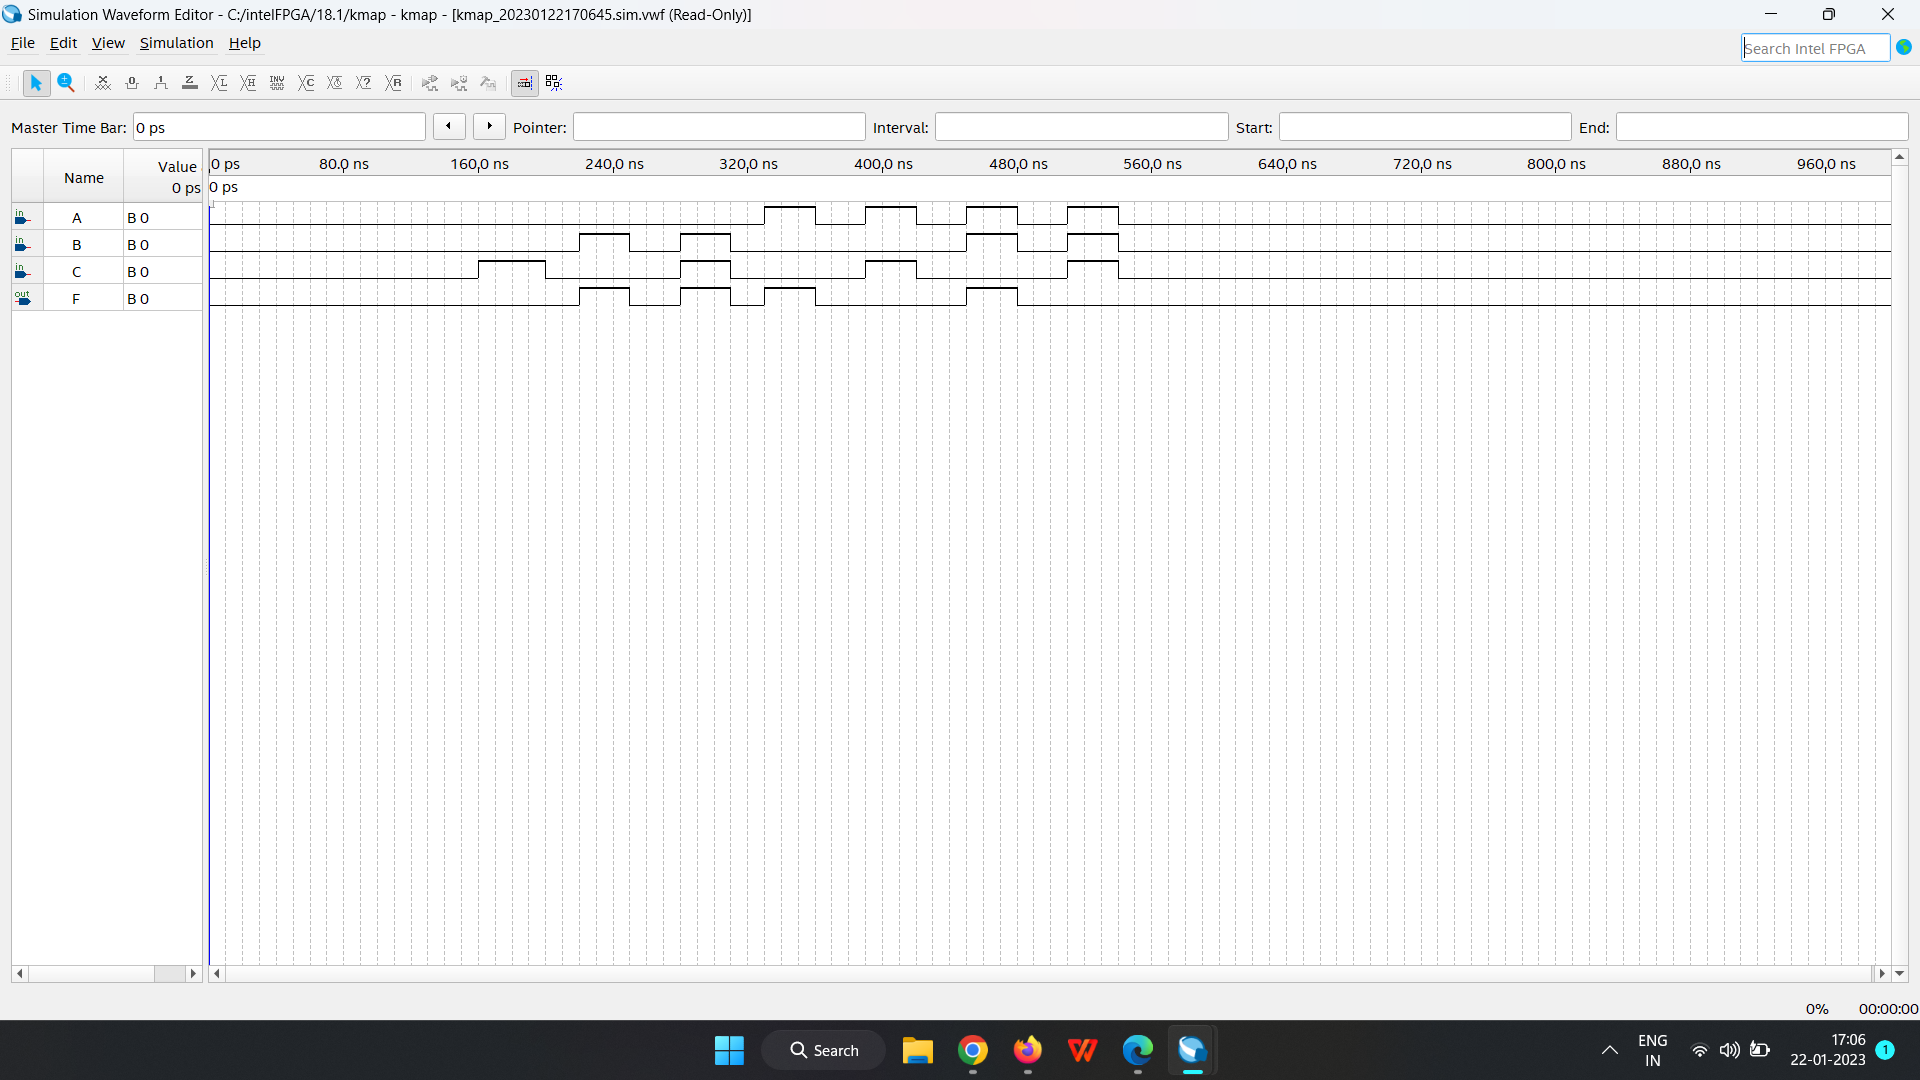 Simulation Waveform Editor - C:/intelFPGA/18.1/kmap - kmap - [kmap_20230122170645.sim.vwf (Read-Only)]
File Edit View Simulation Help
Search Intel FPGA
Master Time Bar: 0 ps Pointer: Interval: Start: End:
Name Value 0 ps
0 ps 80.0 ns 160.0 ns 240.0 ns 320.0 ns 400.0 ns 480.0 ns 560.0 ns 640.0 ns 720.0 ns 800.0 ns 880.0 ns 960.0 ns
0 ps
in A B 0
in B B 0
in C B 0
out F B 0
0% 00:00:00
Search
ENG
IN
17:06
22-01-2023
1